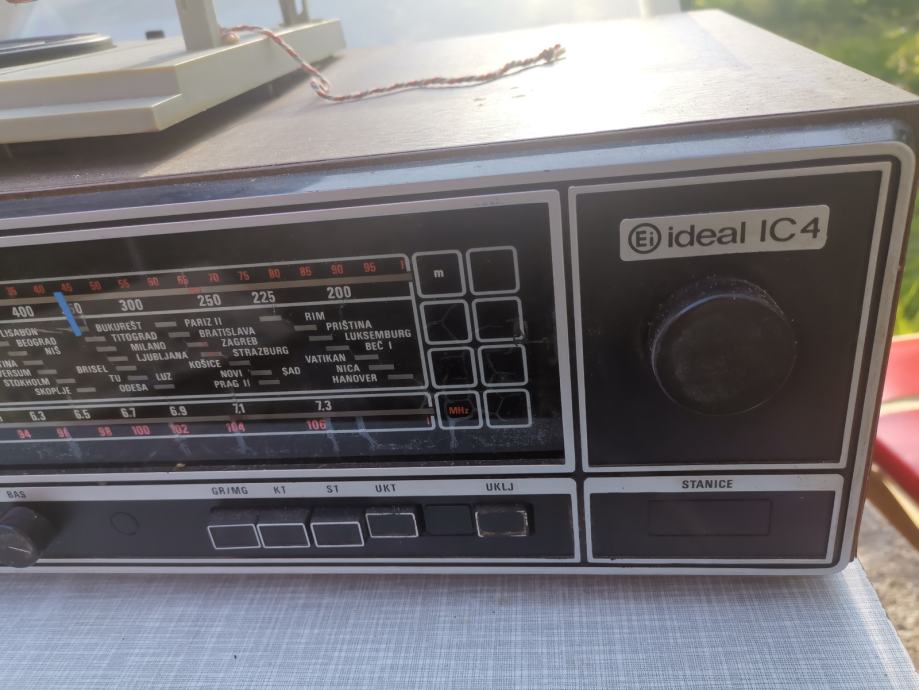 Ei ideal IC4
35 40 45 50 55 60 65 70 75 80 85 90 95
m
400 300 250 225 200
LISABON BUKUREŠT PARIZ II RIM
BEOGRAD TITOGRAD BRATISLAVA PRIŠTINA
NIŠ MILANO ZAGREB LUKSEMBURG
LJUBLJANA STRAZBURG BEČ I
BRISEL KOŠICE VATIKAN
STOKHOLM TU LUZ NOVI SAD NICA
SKOPJE ODESA PRAG II HANOVER
6.3 6.5 6.7 6.9 7.1 7.3
MHz
94 96 98 100 102 104 106
BAS GR/MG KT ST UKT UKLJ
STANICE